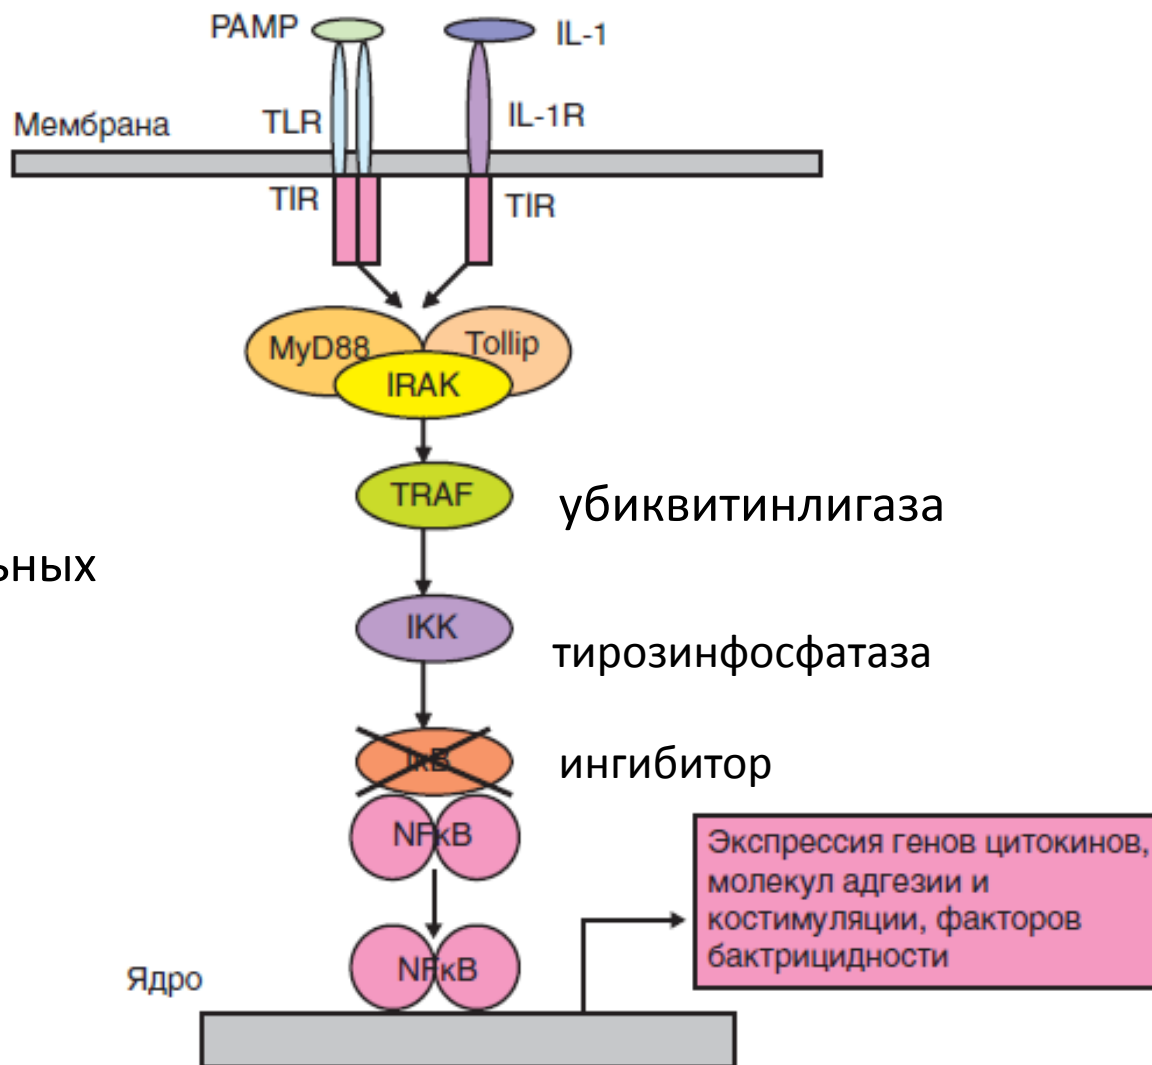 PAMP
IL-1
Мембрана
TLR
IL-1R
TIR
TIR
MyD88
Tollip
IRAK
TRAF
убиквитинлигаза
ьных
IKK
тирозинфосфатаза
IκB
ингибитор
NFκB
Экспрессия генов цитокинов,
молекул адгезии и
костимуляции, факторов
бактрицидности
NFκB
Ядро